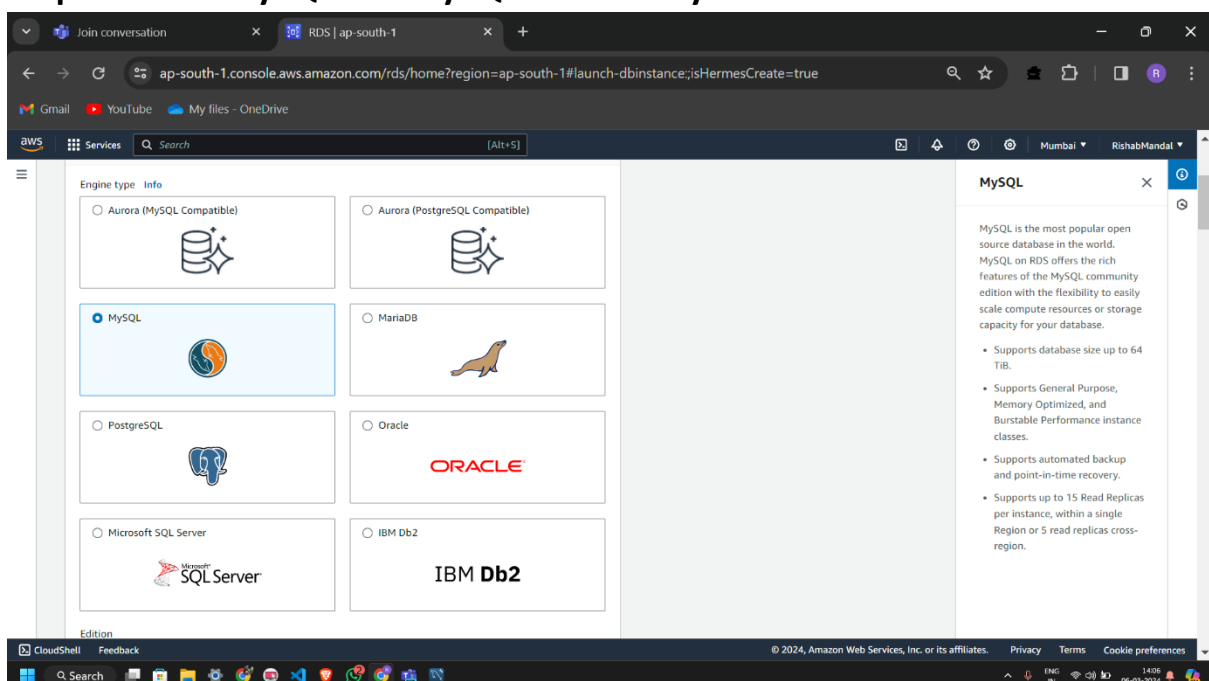 Join conversation
RDS | ap-south-1
ap-south-1.console.aws.amazon.com/rds/home?region=ap-south-1#launch-dbinstance:;isHermesCreate=true
R
Gmail
YouTube
My files - OneDrive
aws
Services
Search
[Alt+S]
Mumbai
RishabMandal
Engine type Info
Aurora (MySQL Compatible)
Aurora (PostgreSQL Compatible)
MySQL
MariaDB
PostgreSQL
Oracle
ORACLE
Microsoft SQL Server
Microsoft
SQL Server
IBM Db2
IBM Db2
Edition
MySQL
MySQL is the most popular open
source database in the world.
MySQL on RDS offers the rich
features of the MySQL community
edition with the flexibility to easily
scale compute resources or storage
capacity for your database.
• Supports database size up to 64
TiB.
• Supports General Purpose,
Memory Optimized, and
Burstable Performance instance
classes.
• Supports automated backup
and point-in-time recovery.
• Supports up to 15 Read Replicas
per instance, within a single
Region or 5 read replicas cross-
region.
CloudShell
Feedback
© 2024, Amazon Web Services, Inc. or its affiliates.
Privacy
Terms
Cookie preferences
Search
ENG
IN
14:06
06-03-2024